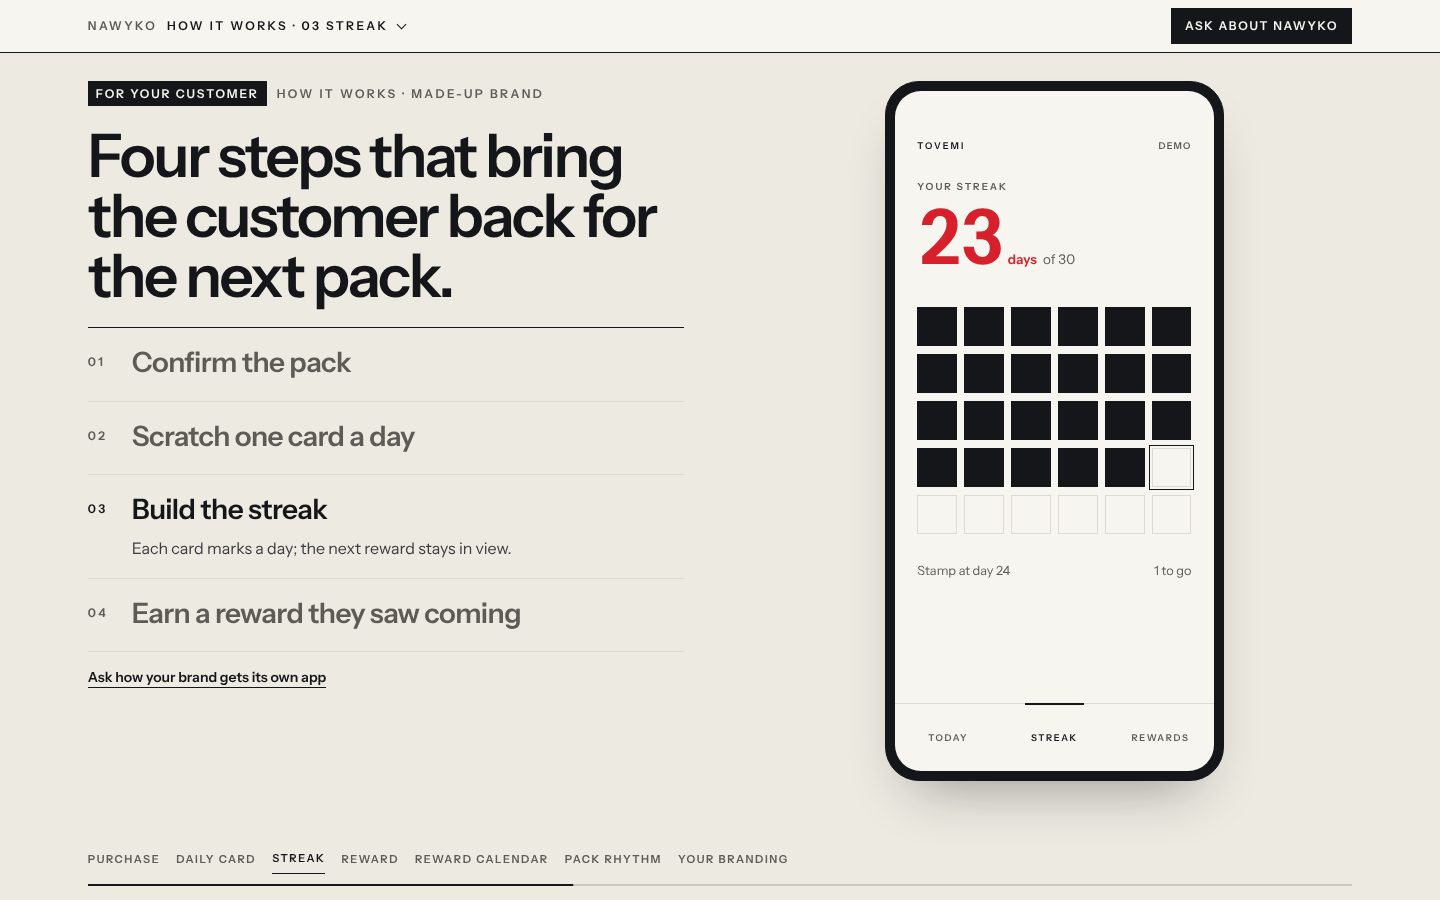 NAWYKO HOW IT WORKS · 03 STREAK
ASK ABOUT NAWYKO
FOR YOUR CUSTOMER HOW IT WORKS · MADE-UP BRAND
Four steps that bring
the customer back for
the next pack.
01 Confirm the pack
02 Scratch one card a day
03 Build the streak
Each card marks a day; the next reward stays in view.
04 Earn a reward they saw coming
Ask how your brand gets its own app
TOVEMI DEMO
YOUR STREAK
23 days of 30
Stamp at day 24 1 to go
TODAY STREAK REWARDS
PURCHASE DAILY CARD STREAK REWARD REWARD CALENDAR PACK RHYTHM YOUR BRANDING